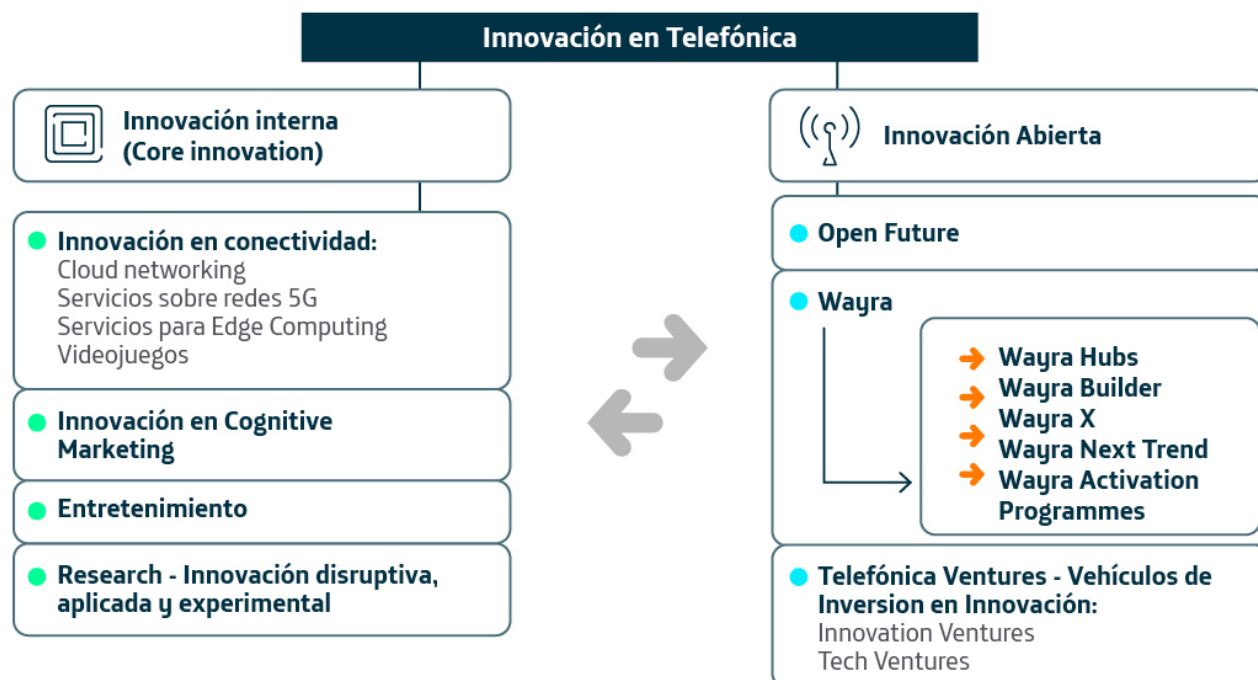 Innovación en Telefónica
Innovación interna
(Core innovation)
Innovación en conectividad:
Cloud networking
Servicios sobre redes 5G
Servicios para Edge Computing
Videojuegos
Innovación en Cognitive
Marketing
Entretenimiento
Research - Innovación disruptiva,
aplicada y experimental
Innovación Abierta
Open Future
Wayra
Wayra Hubs
Wayra Builder
Wayra X
Wayra Next Trend
Wayra Activation
Programmes
Telefónica Ventures - Vehículos de
Inversion en Innovación:
Innovation Ventures
Tech Ventures